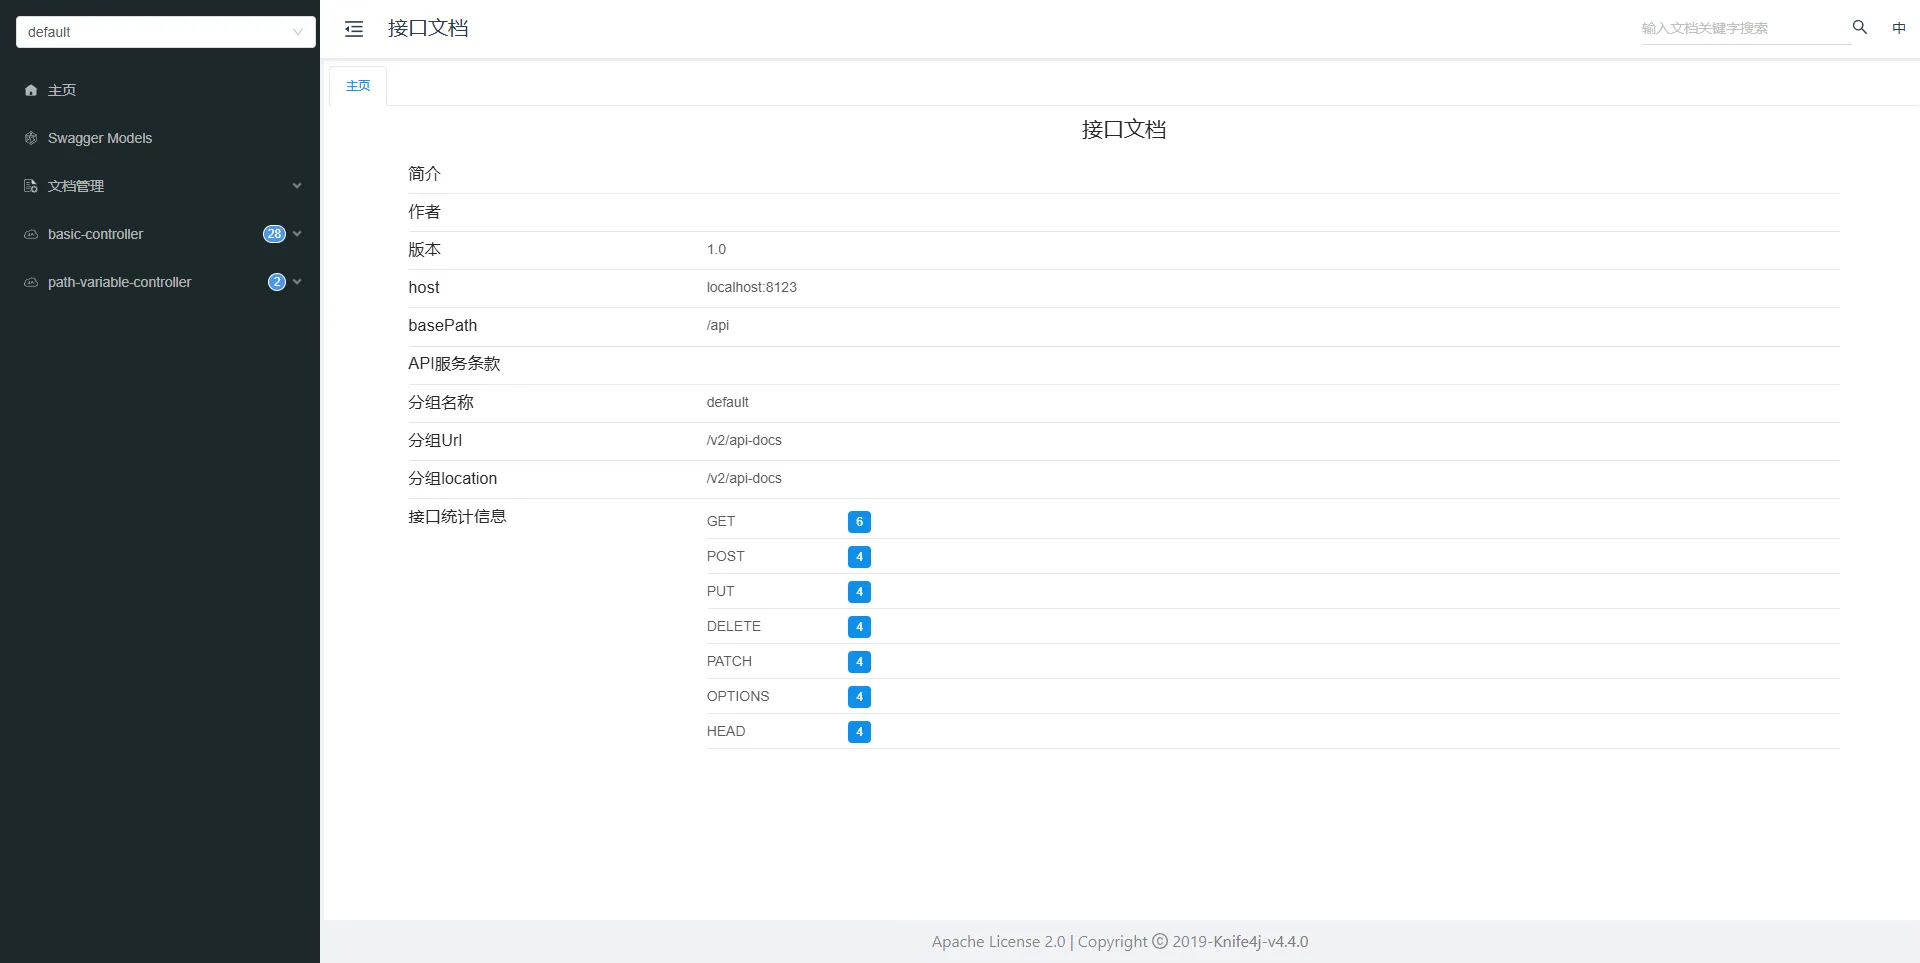 default
主页
Swagger Models
文档管理
basic-controller 28
path-variable-controller 2
接口文档
输入文档关键字搜索
中
主页
接口文档
简介
作者
版本 1.0
host localhost:8123
basePath /api
API服务条款
分组名称 default
分组Url /v2/api-docs
分组location /v2/api-docs
接口统计信息
GET 6
POST 4
PUT 4
DELETE 4
PATCH 4
OPTIONS 4
HEAD 4
Apache License 2.0 | Copyright © 2019-Knife4j-v4.4.0